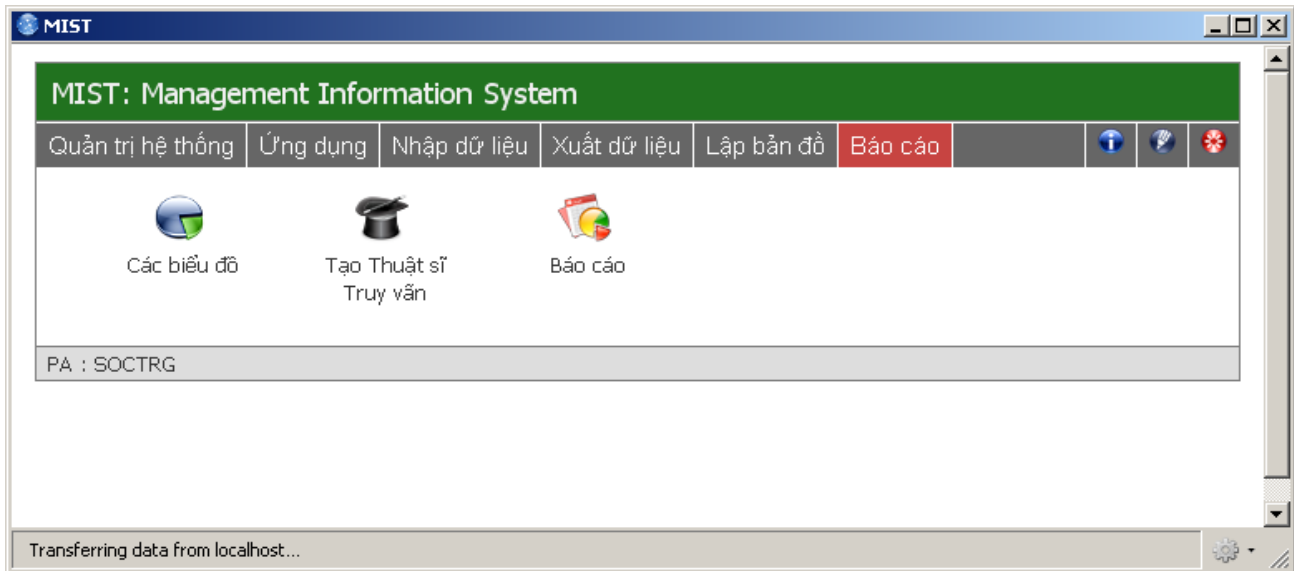 MIST
MIST: Management Information System
Quản trị hệ thống Ứng dụng Nhập dữ liệu Xuất dữ liệu Lập bản đồ Báo cáo
Các biểu đồ
Tạo Thuật sĩ
Truy vấn
Báo cáo
PA : SOCTRG
Transferring data from localhost...